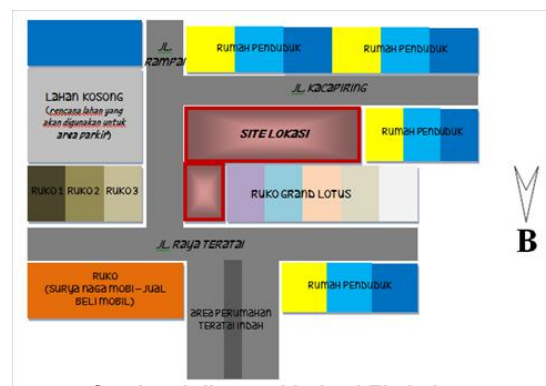 JL. RAMPAI
RUMAH PENDUDUK
RUMAH PENDUDUK
JL. KACAPIRING
LAHAN KOSONG
(rencana lahan yang
akan digunakan untuk
area parkir)
SITE LOKASI
RUMAH PENDUDUK
RUKO 1 RUKO 2 RUKO 3
RUKO GRAND LOTUS
B
JL. RAYA TERATAI
RUKO
(SURYA NAGA MOBI – JUAL
BELI MOBIL)
RUMAH PENDUDUK
AREA PERUMAHAN
TERATAI INDAH